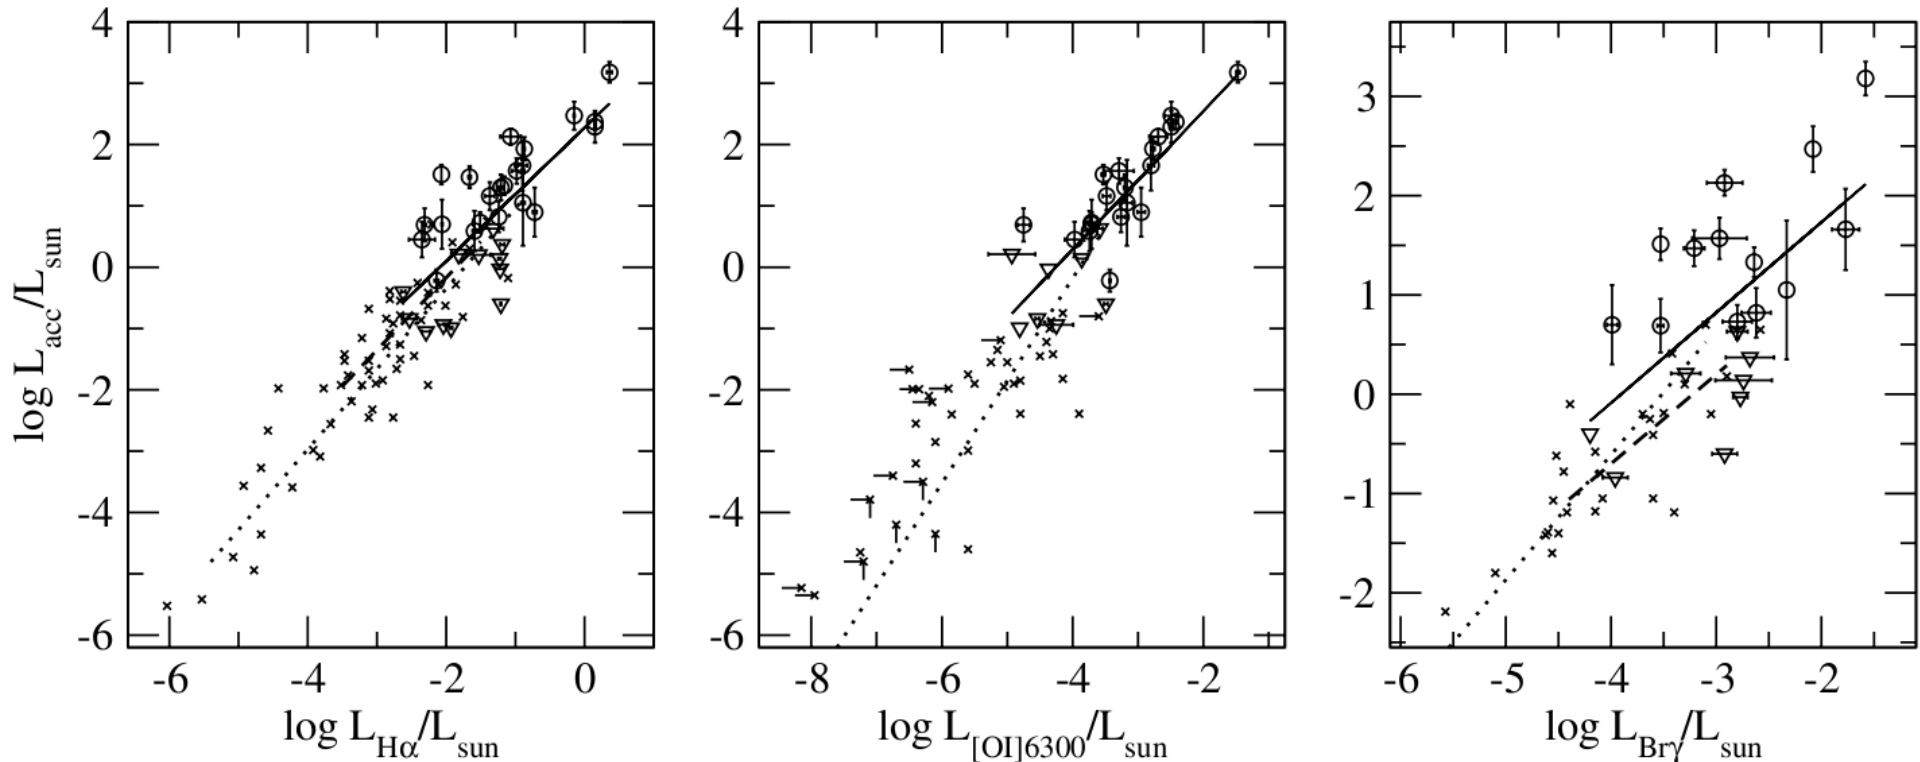 4
2
0
-2
-4
-6
log L_acc/L_sun
-6 -4 -2 0
log L_Hα/L_sun
4
2
0
-2
-4
-6
-8 -6 -4 -2
log L_[OI]6300/L_sun
3
2
1
0
-1
-2
-6 -5 -4 -3 -2
log L_Brγ/L_sun